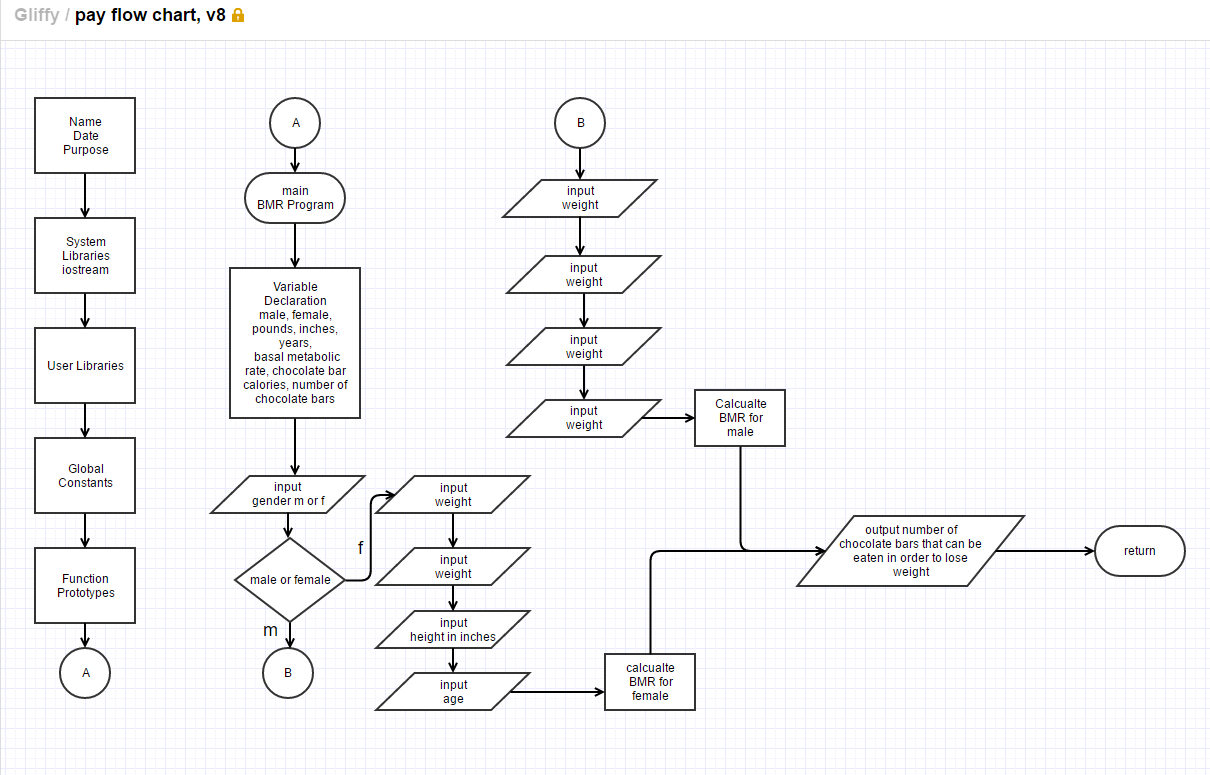 Gliffy / pay flow chart, v8
Name
Date
Purpose
System
Libraries
iostream
User Libraries
Global
Constants
Function
Prototypes
A
A
main
BMR Program
Variable
Declaration
male, female,
pounds, inches,
years,
basal metabolic
rate, chocolate bar
calories, number of
chocolate bars
input
gender m or f
male or female
f
m
B
input
weight
input
weight
input
height in inches
input
age
calcualte
BMR for
female
B
input
weight
input
weight
input
weight
input
weight
Calcualte
BMR for
male
output number of
chocolate bars that can be
eaten in order to lose
weight
return